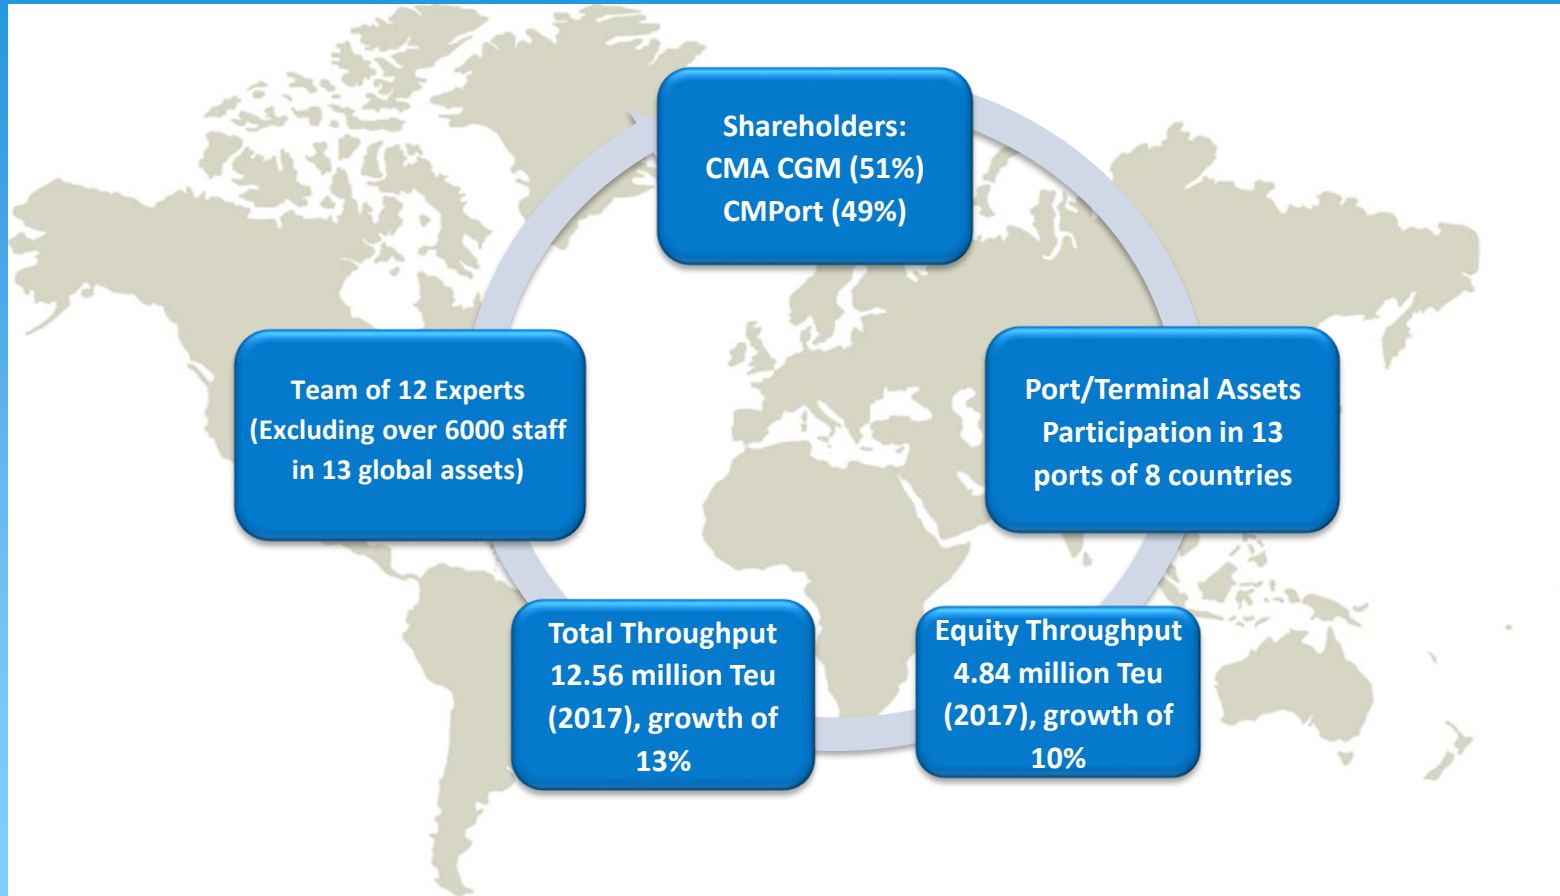 Shareholders:
CMA CGM (51%)
CMPort (49%)
Port/Terminal Assets
Participation in 13
ports of 8 countries
Equity Throughput
4.84 million Teu
(2017), growth of
10%
Total Throughput
12.56 million Teu
(2017), growth of
13%
Team of 12 Experts
(Excluding over 6000 staff
in 13 global assets)